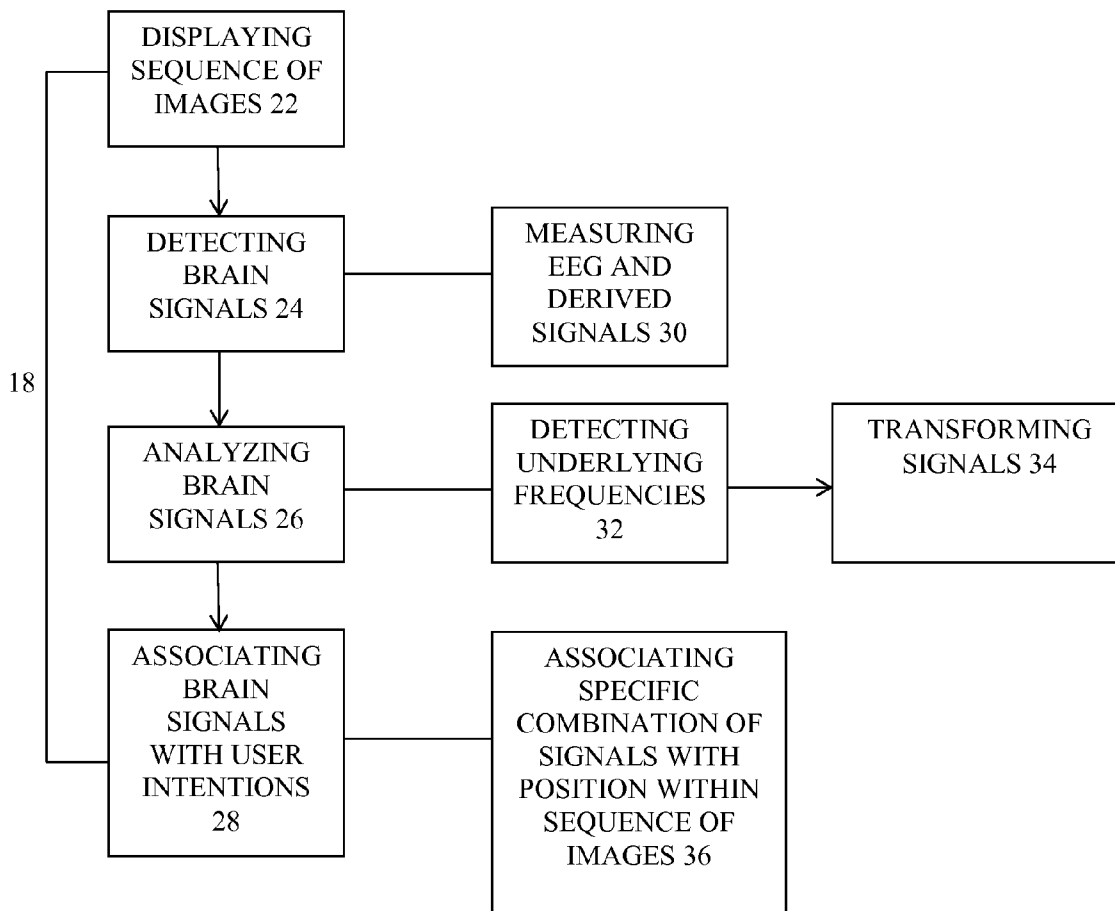 DISPLAYING
SEQUENCE OF
IMAGES 22
DETECTING
BRAIN
SIGNALS 24
MEASURING
EEG AND
DERIVED
SIGNALS 30
18
ANALYZING
BRAIN
SIGNALS 26
DETECTING
UNDERLYING
FREQUENCIES
32
TRANSFORMING
SIGNALS 34
ASSOCIATING
BRAIN
SIGNALS
WITH USER
INTENTIONS
28
ASSOCIATING
SPECIFIC
COMBINATION OF
SIGNALS WITH
POSITION WITHIN
SEQUENCE OF
IMAGES 36